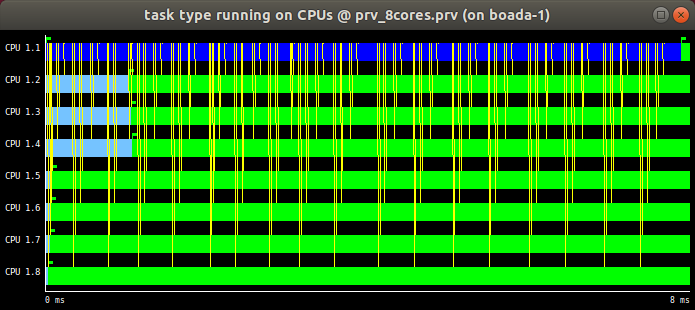 task type running on CPUs @ prv_8cores.prv (on boada-1)
CPU 1.1
CPU 1.2
CPU 1.3
CPU 1.4
CPU 1.5
CPU 1.6
CPU 1.7
CPU 1.8
0 ms 8 ms